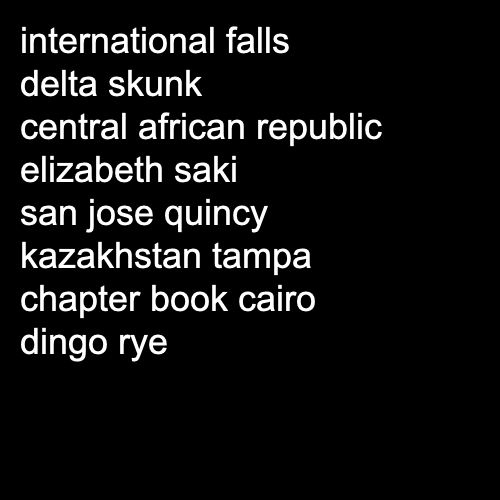 international falls
delta skunk
central african republic
elizabeth saki
san jose quincy
kazakhstan tampa
chapter book cairo
dingo rye